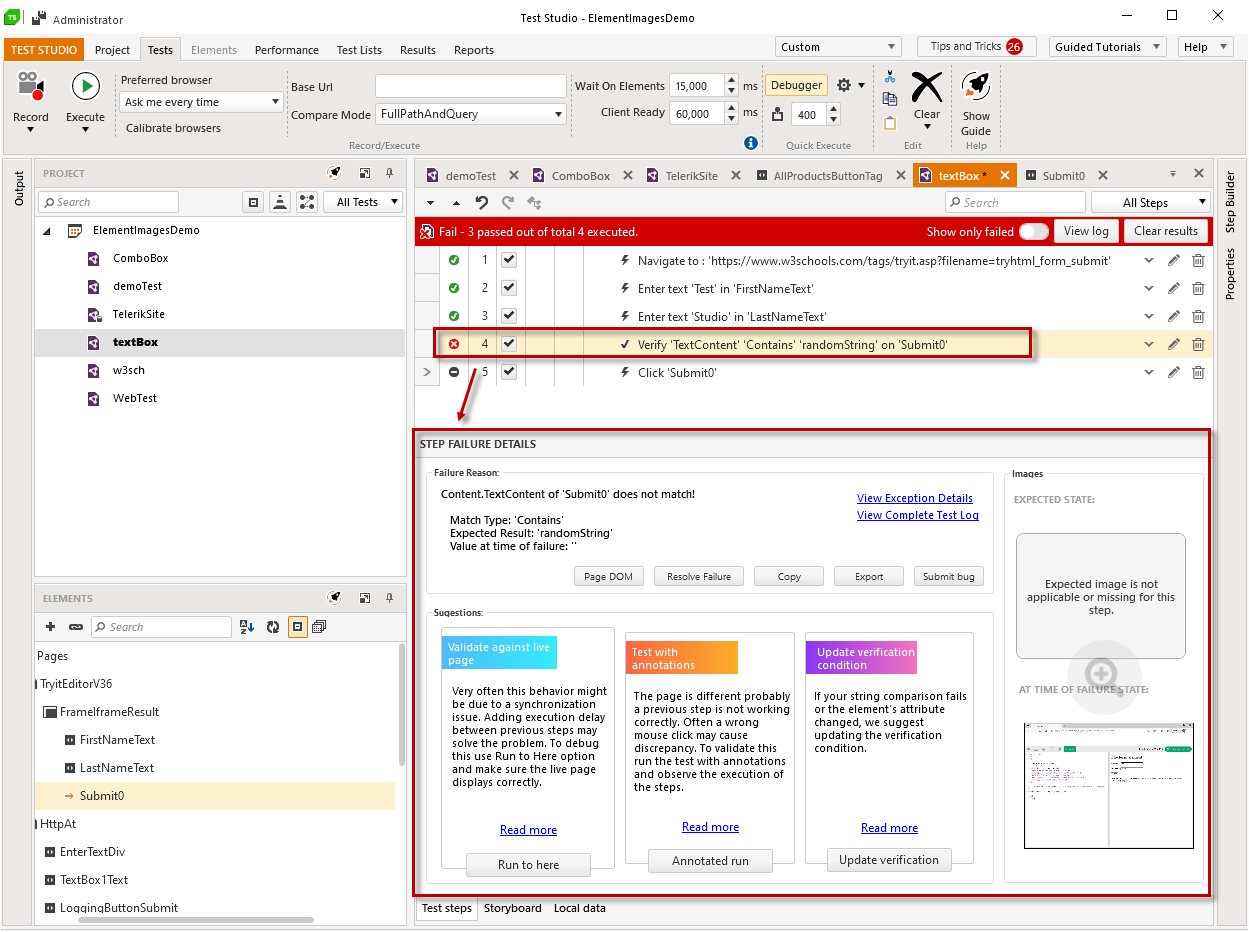 TS
Administrator
Test Studio - ElementImagesDemo
TEST STUDIO
Project
Tests
Elements
Performance
Test Lists
Results
Reports
Custom
Tips and Tricks 26
Guided Tutorials
Help
Record
Execute
Preferred browser
Ask me every time
Calibrate browsers
Base Url
Compare Mode
FullPathAndQuery
Record/Execute
Wait On Elements 15,000 ms
Client Ready 60,000 ms
Debugger
400
Quick Execute
Clear
Edit
Show
Guide
Help
Output
PROJECT
Search
All Tests
ElementImagesDemo
ComboBox
demoTest
TelerikSite
textBox
w3sch
WebTest
ELEMENTS
Search
Pages
TryitEditorV36
FrameIframeResult
FirstNameText
LastNameText
Submit0
HttpAt
EnterTextDiv
TextBox1Text
LoggingButtonSubmit
demoTest
ComboBox
TelerikSite
AllProductsButtonTag
textBox *
Submit0
Search
All Steps
Fail - 3 passed out of total 4 executed.
Show only failed
View log
Clear results
1 Navigate to : 'https://www.w3schools.com/tags/tryit.asp?filename=tryhtml_form_submit'
2 Enter text 'Test' in 'FirstNameText'
3 Enter text 'Studio' in 'LastNameText'
4 Verify 'TextContent' 'Contains' 'randomString' on 'Submit0'
5 Click 'Submit0'
STEP FAILURE DETAILS
Failure Reason:
Content.TextContent of 'Submit0' does not match!
Match Type: 'Contains'
Expected Result: 'randomString'
Value at time of failure: ''
View Exception Details
View Complete Test Log
Page DOM
Resolve Failure
Copy
Export
Submit bug
Sugestions:
Validate against live
page
Very often this behavior might
be due to a synchronization
issue. Adding execution delay
between previous steps may
solve the problem. To debug
this use Run to Here option
and make sure the live page
displays correctly.
Read more
Run to here
Test with
annotations
The page is different probably
a previous step is not working
correctly. Often a wrong
mouse click may cause
discrepancy. To validate this
run the test with annotations
and observe the execution of
the steps.
Read more
Annotated run
Update verification
condition
If your string comparison fails
or the element's attribute
changed, we suggest
updating the verification
condition.
Read more
Update verification
Images
EXPECTED STATE:
Expected image is not
applicable or missing for this
step.
AT TIME OF FAILURE STATE:
Test steps
Storyboard
Local data
Step Builder
Properties